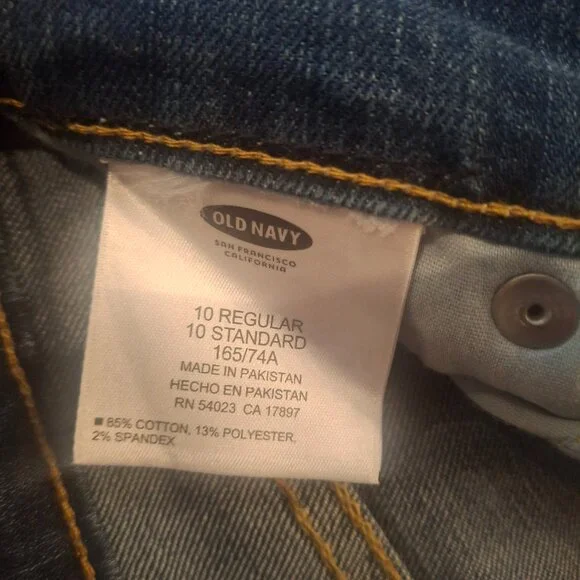 OLD NAVY
SAN FRANCISCO
CALIFORNIA
10 REGULAR
10 STANDARD
165/74A
MADE IN PAKISTAN
HECHO EN PAKISTAN
RN 54023 CA 17897
■ 85% COTTON, 13% POLYESTER,
2% SPANDEX